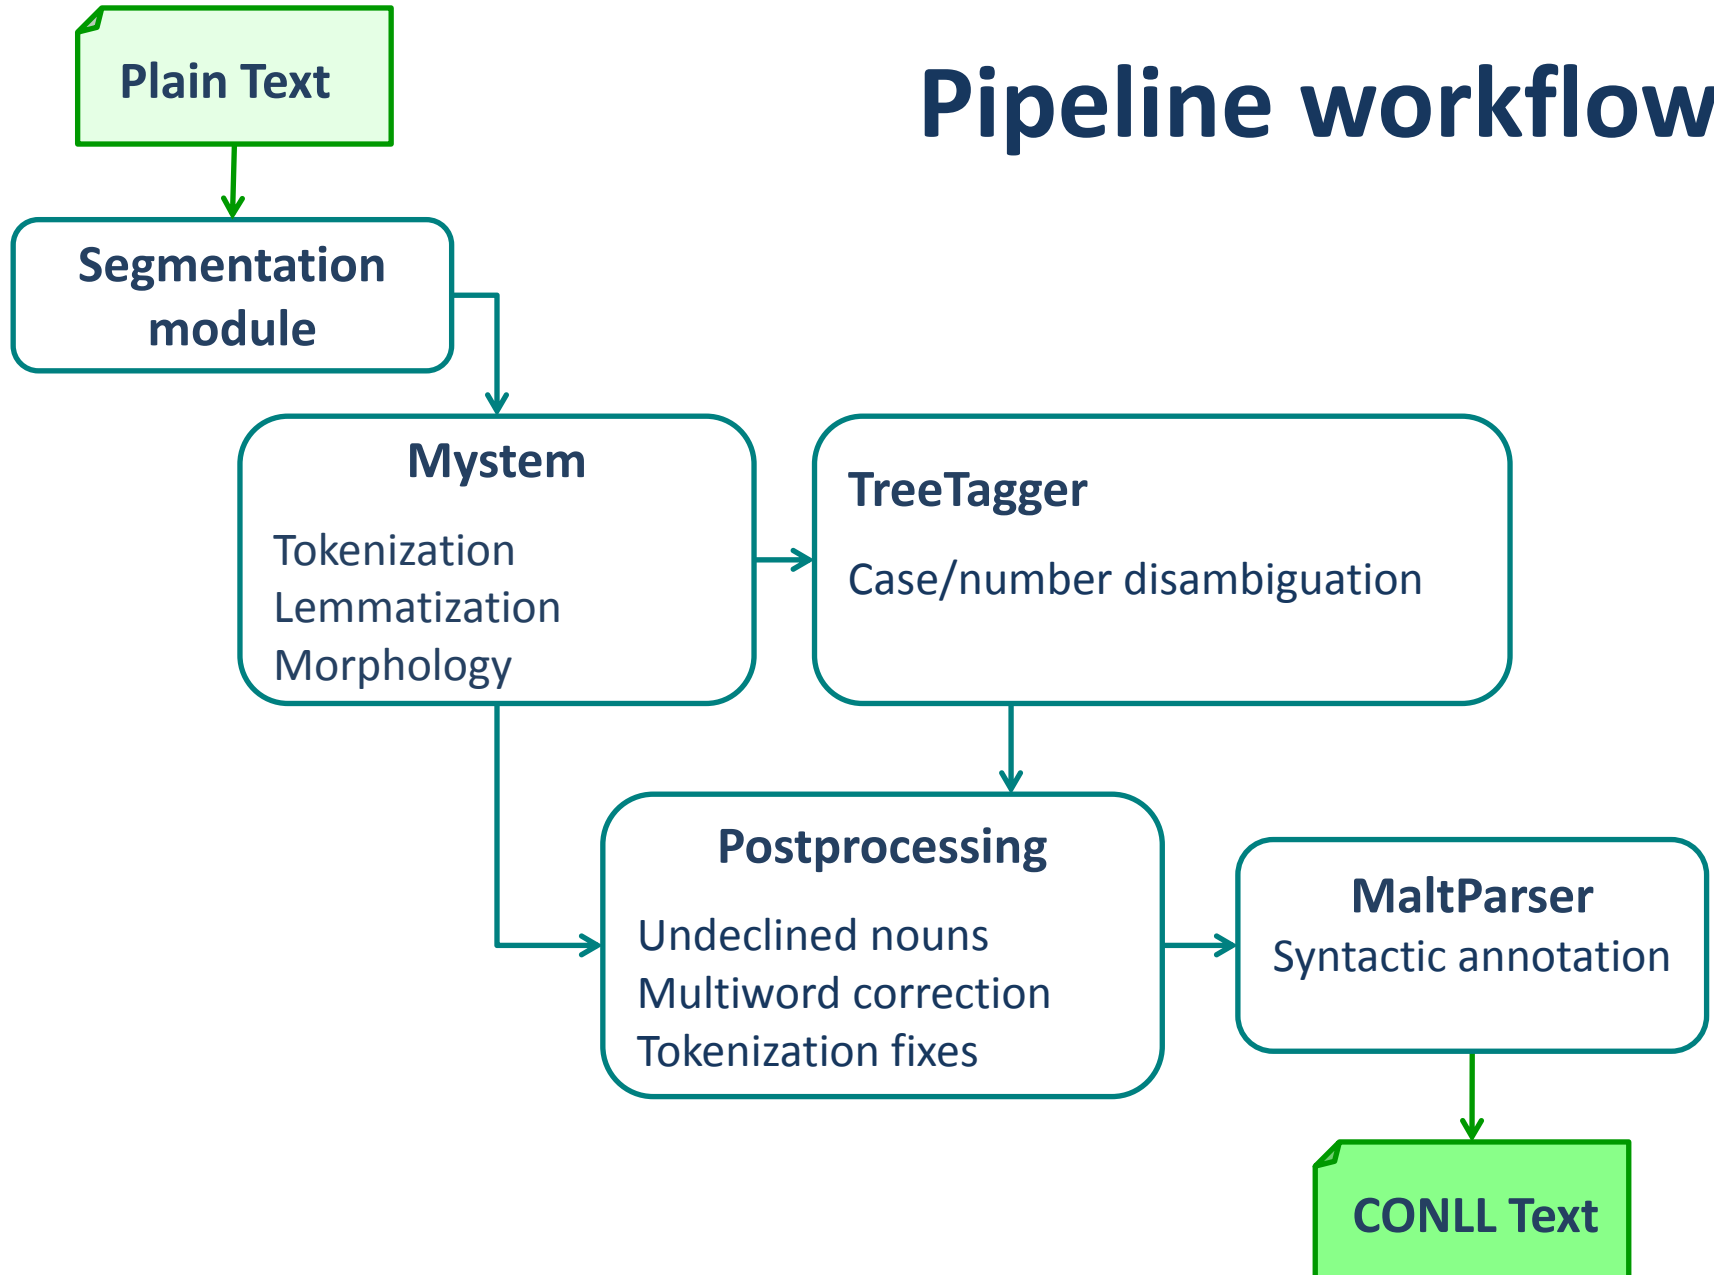 Plain Text
Pipeline workflow
Segmentation
module
Mystem
Tokenization
Lemmatization
Morphology
TreeTagger
Case/number disambiguation
Postprocessing
Undeclined nouns
Multiword correction
Tokenization fixes
MaltParser
Syntactic annotation
CONLL Text